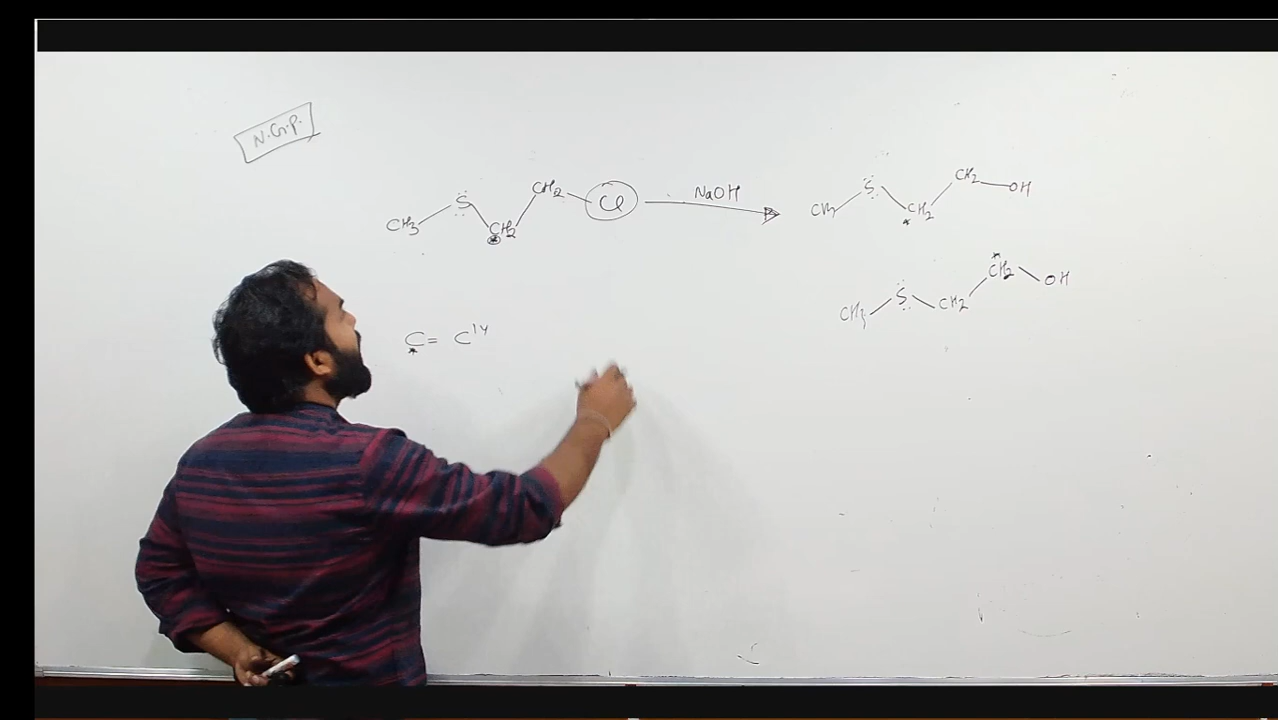 N.G.P.
CH3 S CH2 CH2 Cl NaOH CH3 S CH2 CH2 OH
*
*
CH3 S CH2 CH2 OH
C = C14
*